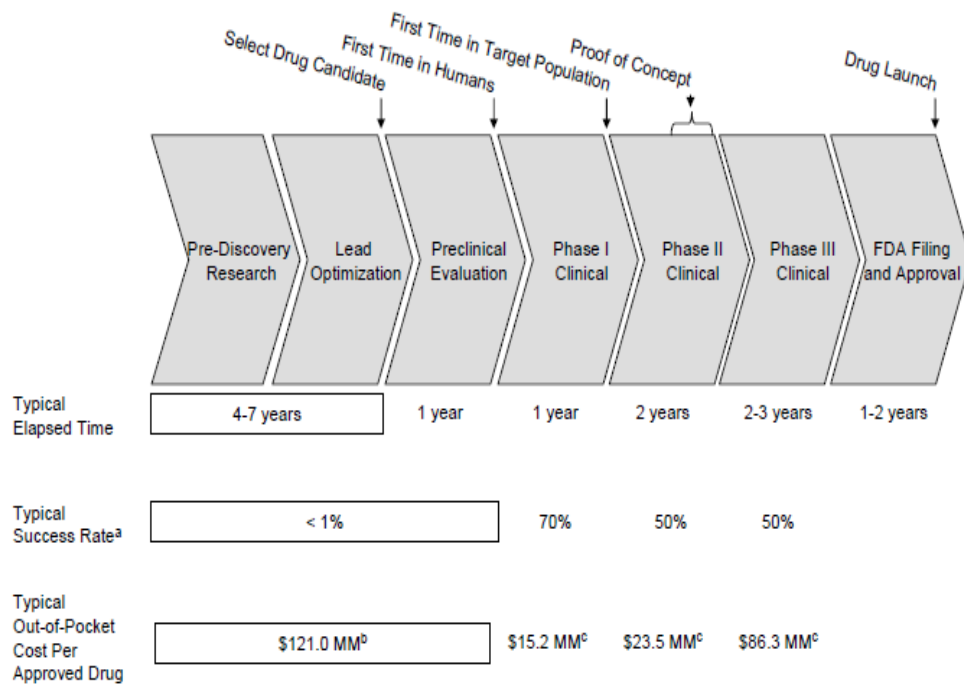 Select Drug Candidate
First Time in Humans
First Time in Target Population
Proof of Concept
Drug Launch
Pre-Discovery
Research
Lead
Optimization
Preclinical
Evaluation
Phase I
Clinical
Phase II
Clinical
Phase III
Clinical
FDA Filing
and Approval
Typical
Elapsed Time
4-7 years
1 year
1 year
2 years
2-3 years
1-2 years
Typical
Success Rateᵃ
< 1%
70%
50%
50%
Typical
Out-of-Pocket
Cost Per
Approved Drug
$121.0 MMᵇ
$15.2 MMᶜ
$23.5 MMᶜ
$86.3 MMᶜ